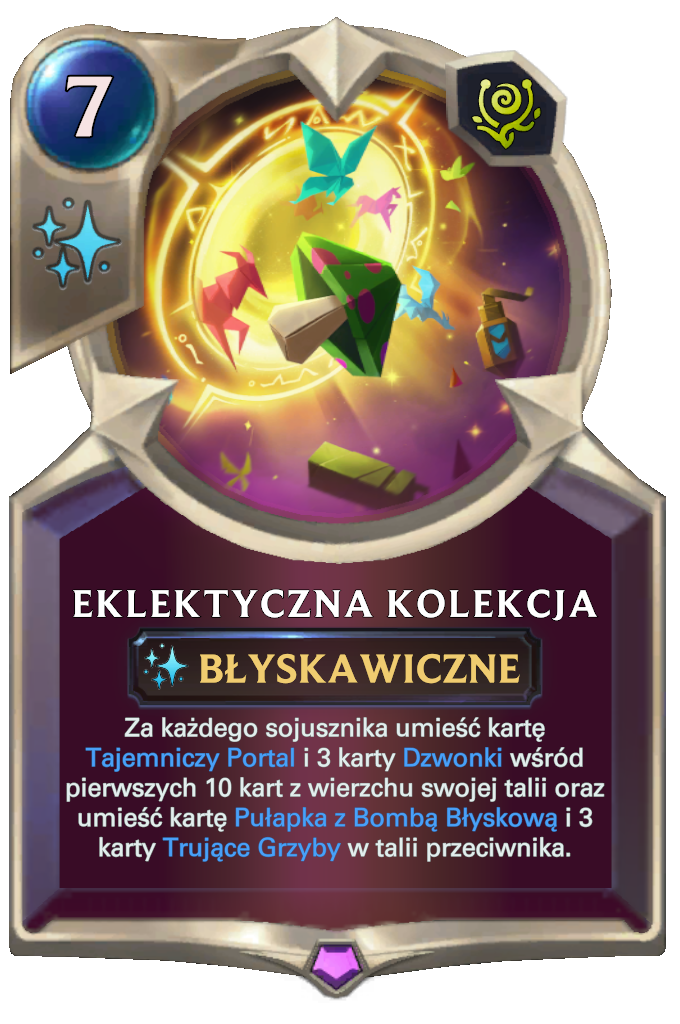 7
EKLEKTYCZNA KOLEKCJA
BŁYSKAWICZNE
Za każdego sojusznika umieść kartę
Tajemniczy Portal i 3 karty Dzwonki wśród
pierwszych 10 kart z wierzchu swojej talii oraz
umieść kartę Pułapka z Bombą Błyskową i 3
karty Trujące Grzyby w talii przeciwnika.